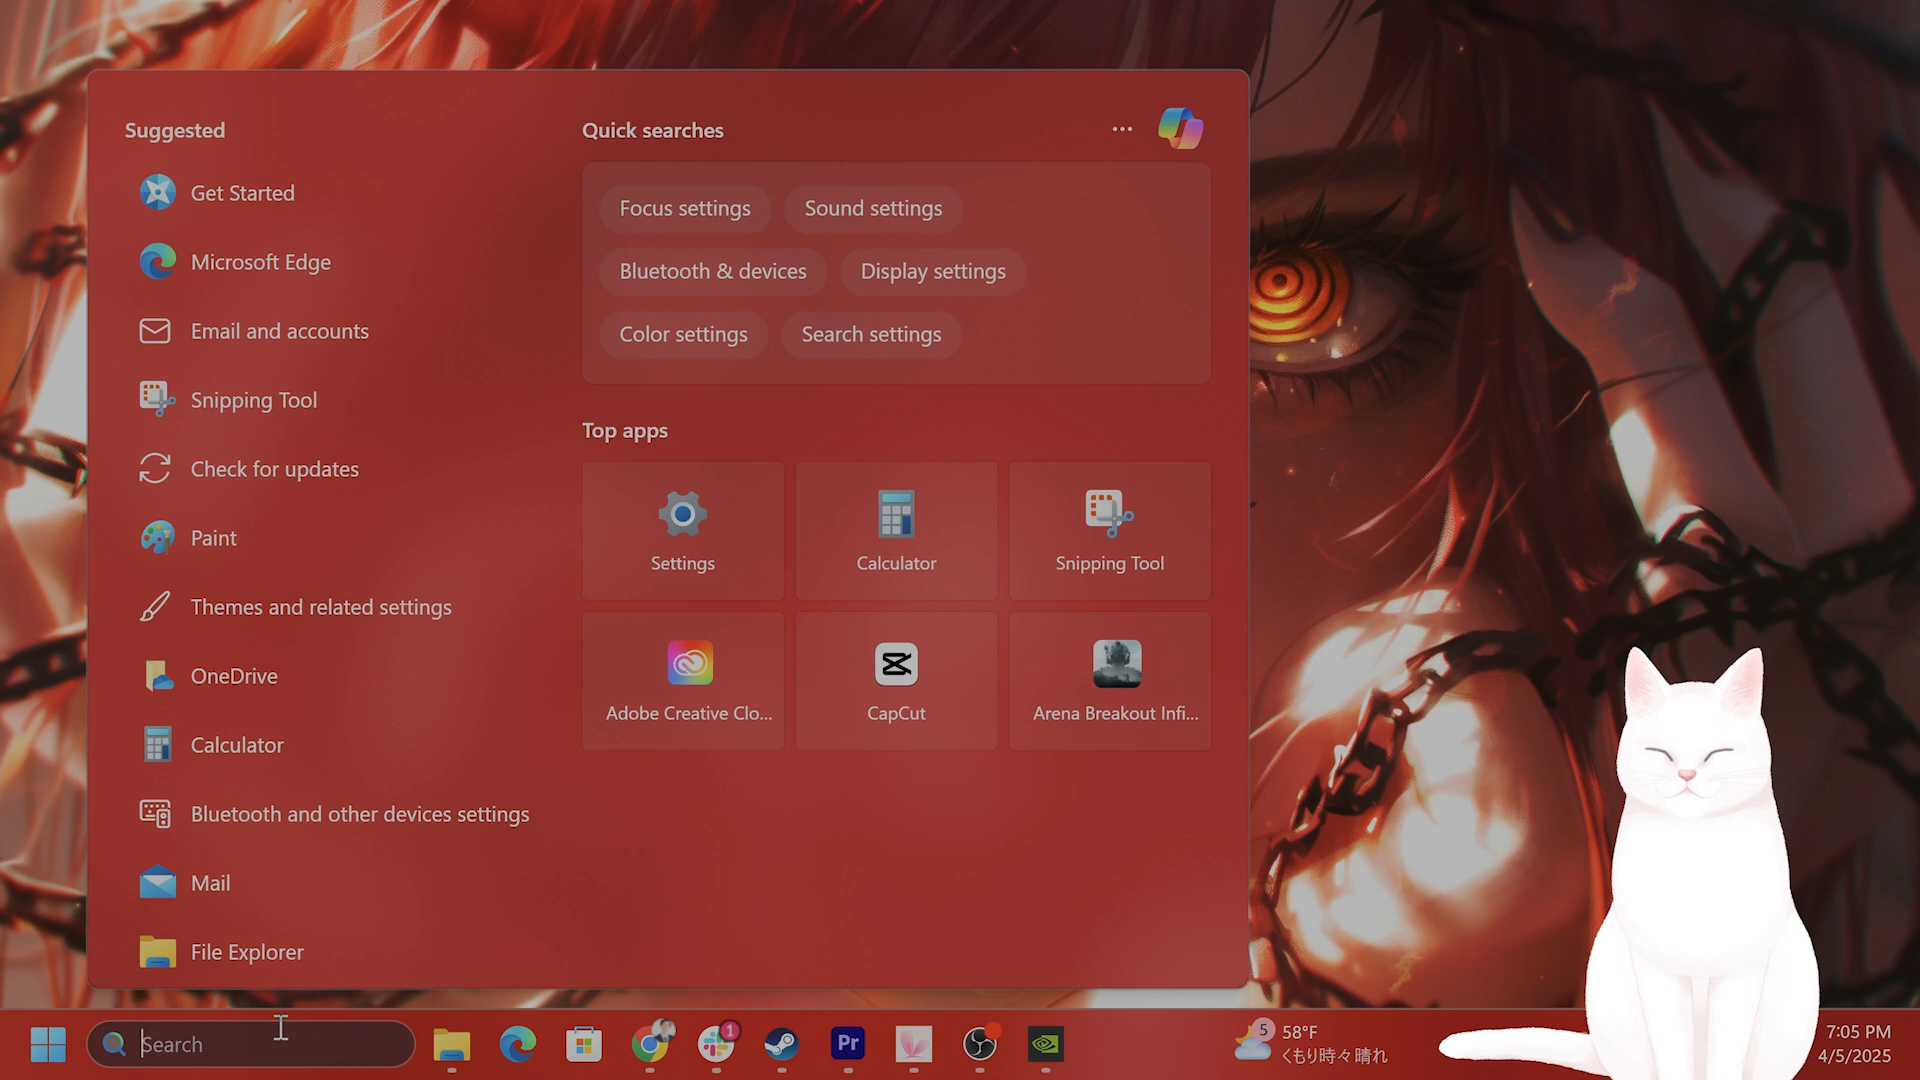 Suggested
Get Started
Microsoft Edge
Email and accounts
Snipping Tool
Check for updates
Paint
Themes and related settings
OneDrive
Calculator
Bluetooth and other devices settings
Mail
File Explorer
Quick searches
Focus settings
Sound settings
Bluetooth & devices
Display settings
Color settings
Search settings
Top apps
Settings
Calculator
Snipping Tool
Adobe Creative Clo...
CapCut
Arena Breakout Infi...
Search
1
Pr
5
58°F
くもり時々晴れ
7:05 PM
4/5/2025